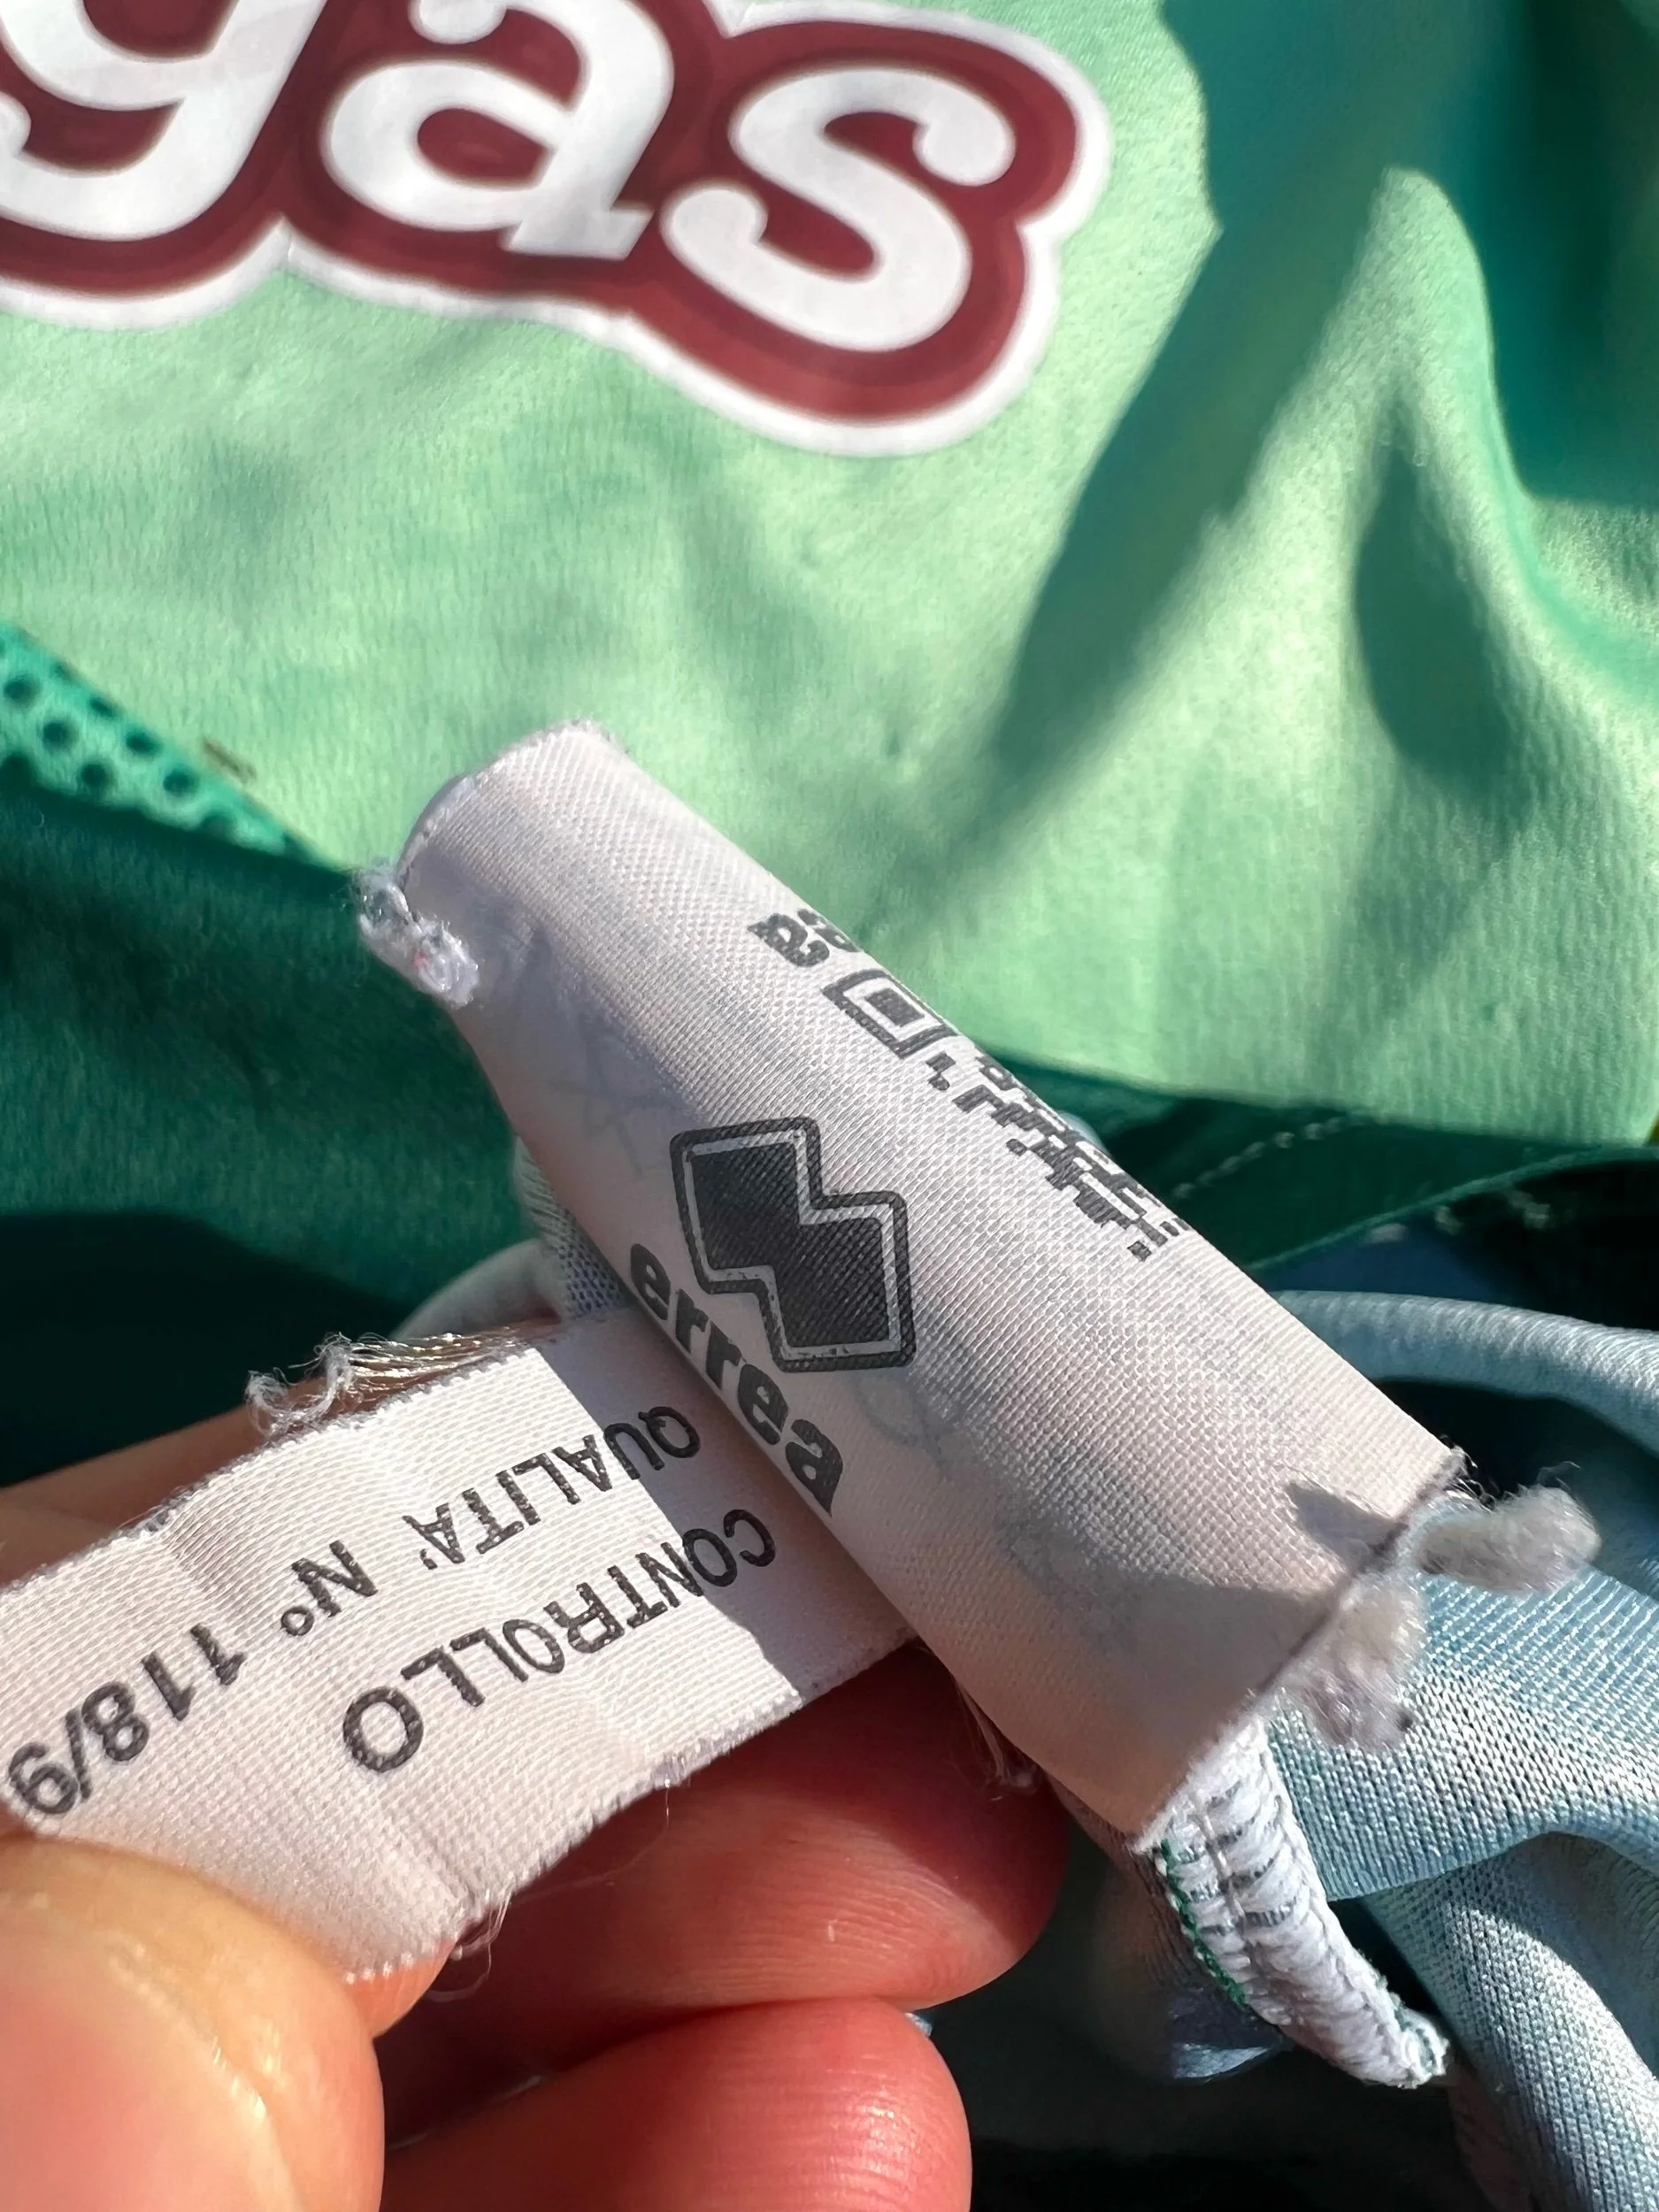 gas
errea
CONTROLLO
QUALITA' N° 118/9